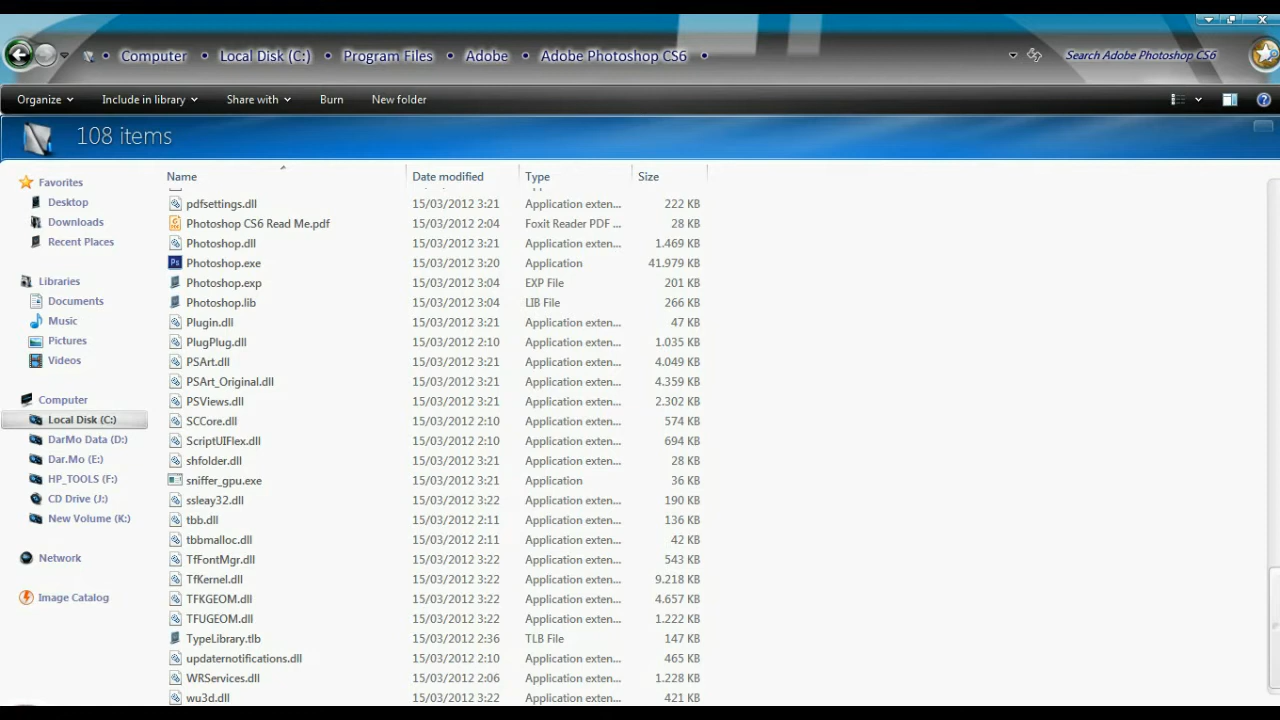 Computer • Local Disk (C:) • Program Files • Adobe • Adobe Photoshop CS6 •
Search Adobe Photoshop CS6
Organize Include in library Share with Burn New folder
108 items
Favorites
Desktop
Downloads
Recent Places
Libraries
Documents
Music
Pictures
Videos
Computer
Local Disk (C:)
DarMo Data (D:)
Dar.Mo (E:)
HP_TOOLS (F:)
CD Drive (J:)
New Volume (K:)
Network
Image Catalog
Name Date modified Type Size
pdfsettings.dll 15/03/2012 3:21 Application exten... 222 KB
Photoshop CS6 Read Me.pdf 15/03/2012 2:04 Foxit Reader PDF ... 28 KB
Photoshop.dll 15/03/2012 3:21 Application exten... 1.469 KB
Ps Photoshop.exe 15/03/2012 3:20 Application 41.979 KB
Photoshop.exp 15/03/2012 3:04 EXP File 201 KB
Photoshop.lib 15/03/2012 3:04 LIB File 266 KB
Plugin.dll 15/03/2012 3:21 Application exten... 47 KB
PlugPlug.dll 15/03/2012 2:10 Application exten... 1.035 KB
PSArt.dll 15/03/2012 3:21 Application exten... 4.049 KB
PSArt_Original.dll 15/03/2012 3:21 Application exten... 4.359 KB
PSViews.dll 15/03/2012 3:21 Application exten... 2.302 KB
SCCore.dll 15/03/2012 2:10 Application exten... 574 KB
ScriptUIFlex.dll 15/03/2012 2:10 Application exten... 694 KB
shfolder.dll 15/03/2012 3:21 Application exten... 28 KB
sniffer_gpu.exe 15/03/2012 3:21 Application 36 KB
ssleay32.dll 15/03/2012 3:22 Application exten... 190 KB
tbb.dll 15/03/2012 2:11 Application exten... 136 KB
tbbmalloc.dll 15/03/2012 2:11 Application exten... 42 KB
TfFontMgr.dll 15/03/2012 3:22 Application exten... 543 KB
TfKernel.dll 15/03/2012 3:22 Application exten... 9.218 KB
TFKGEOM.dll 15/03/2012 3:22 Application exten... 4.657 KB
TFUGEOM.dll 15/03/2012 3:22 Application exten... 1.222 KB
TypeLibrary.tlb 15/03/2012 2:36 TLB File 147 KB
updaternotifications.dll 15/03/2012 2:10 Application exten... 465 KB
WRServices.dll 15/03/2012 2:06 Application exten... 1.228 KB
wu3d.dll 15/03/2012 3:22 Application exten... 421 KB